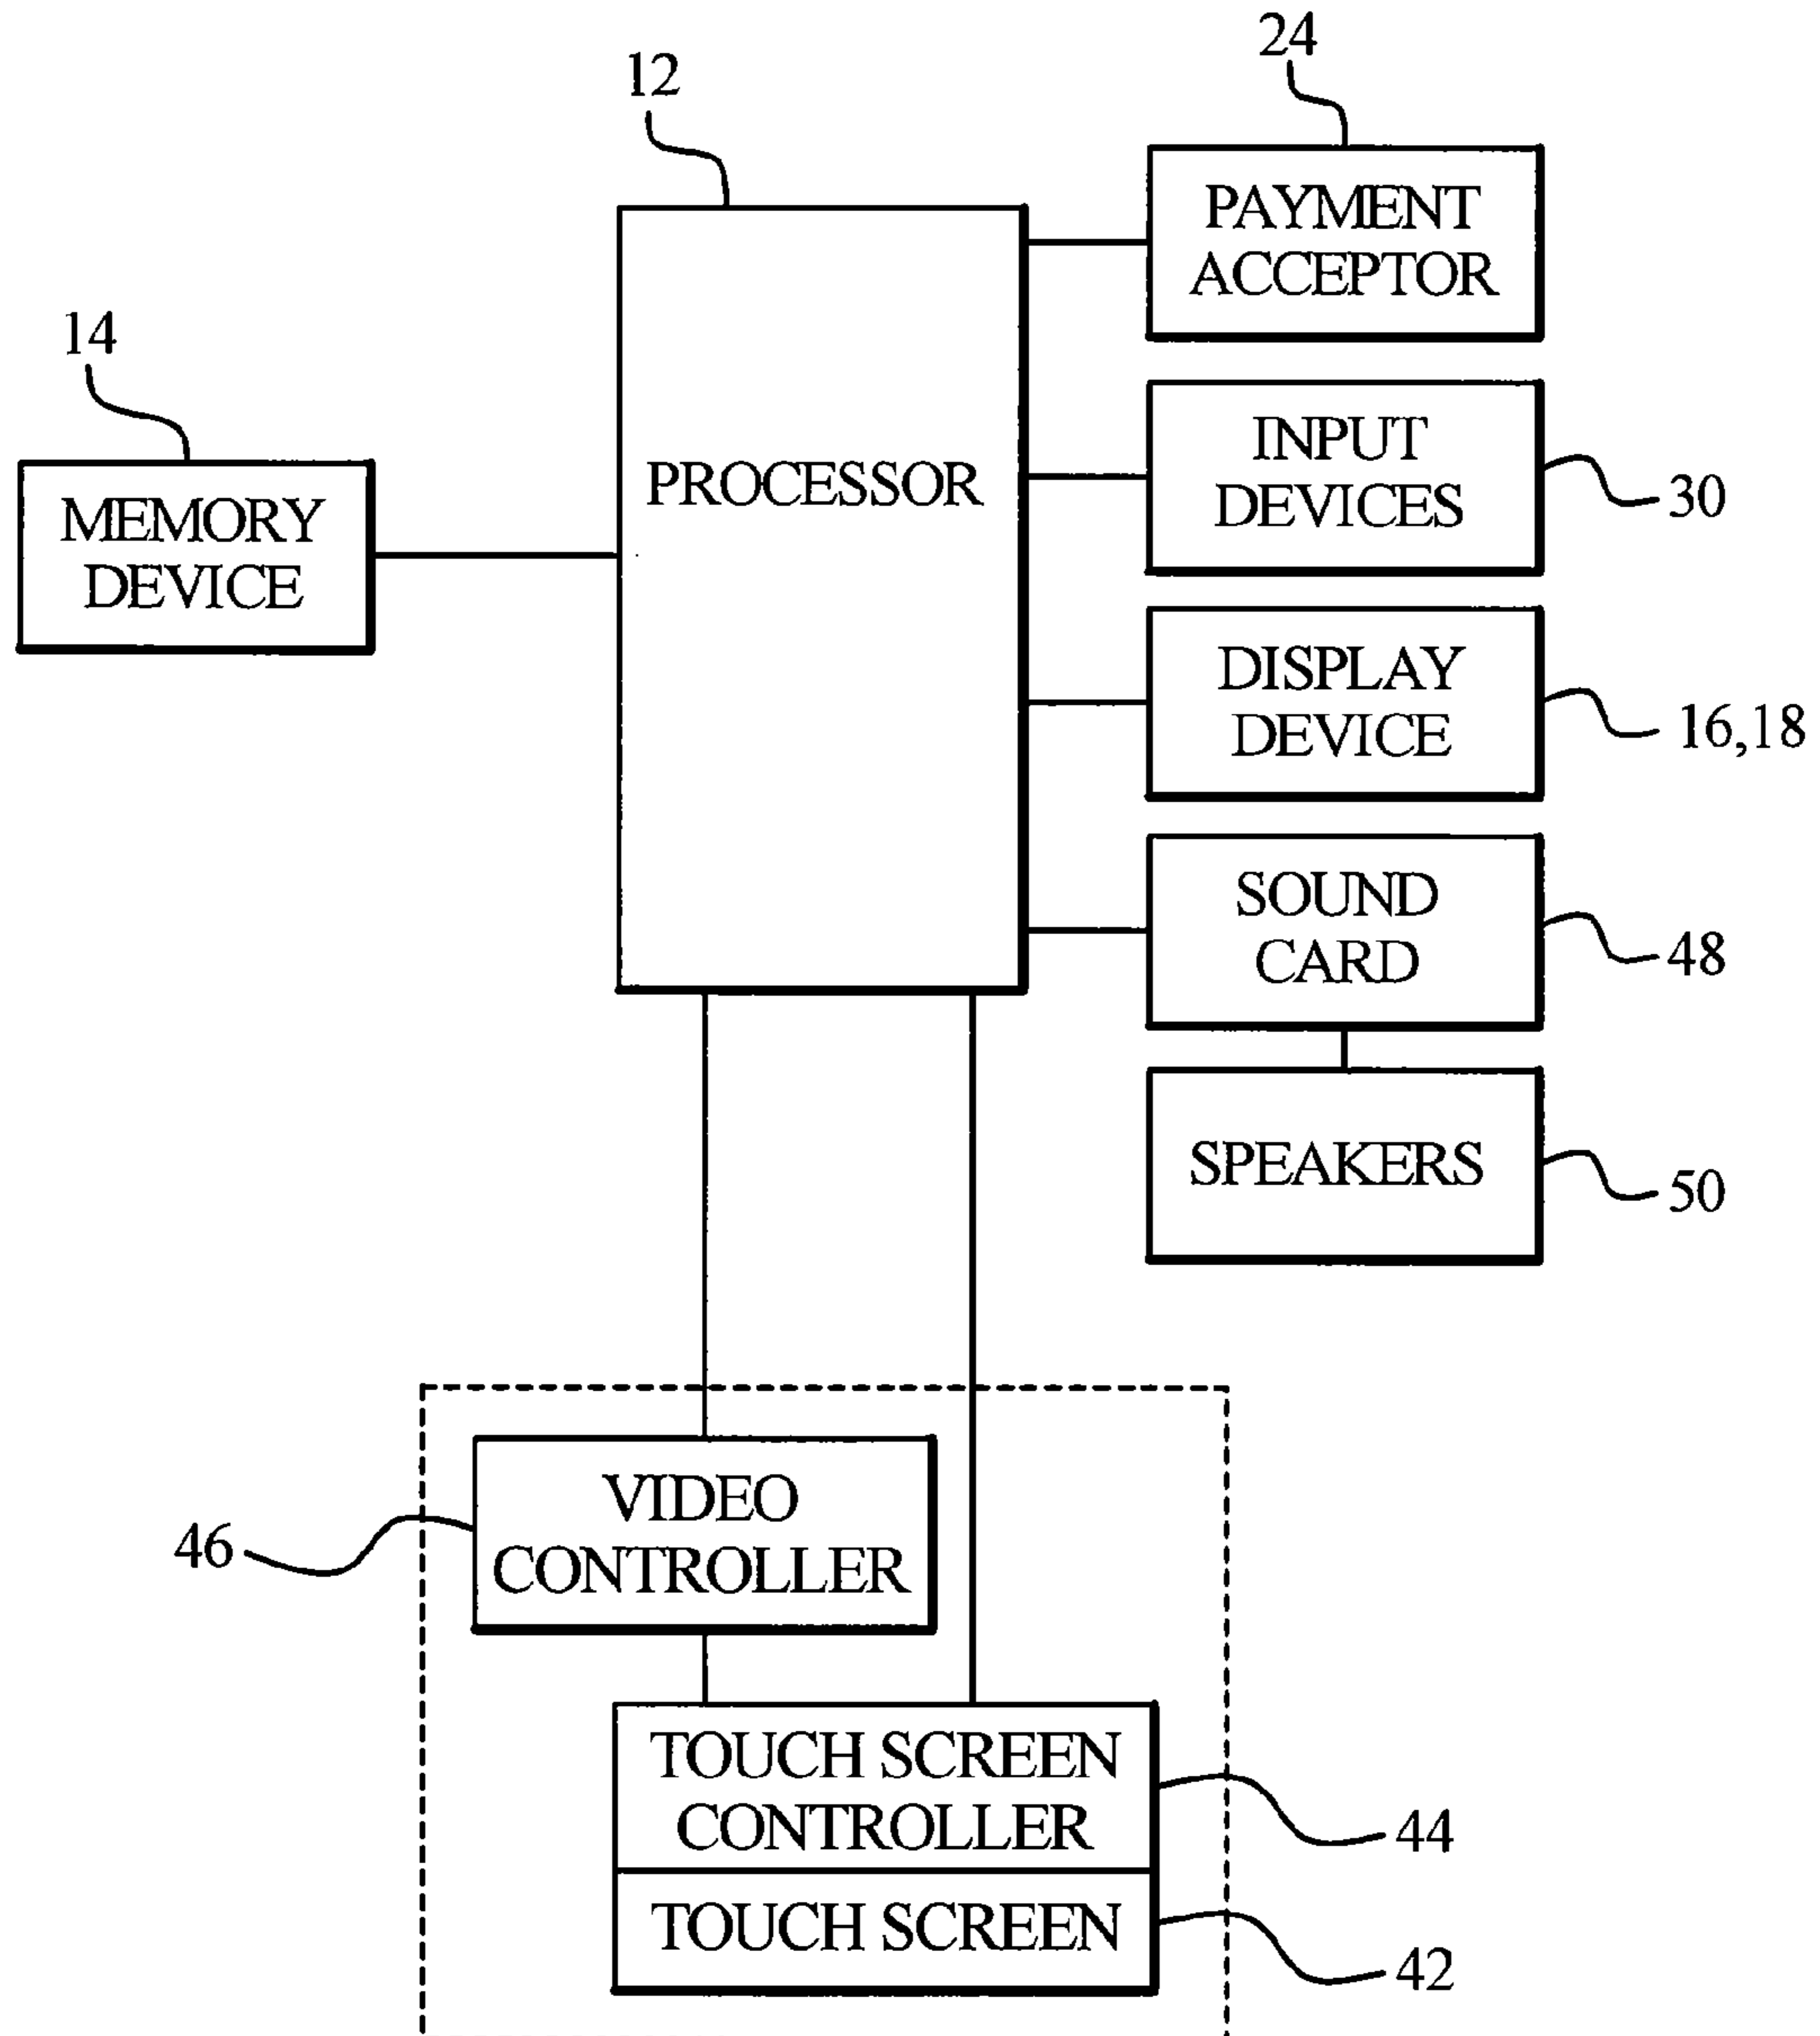 24
12
PAYMENT
ACCEPTOR
14
INPUT
DEVICES
30
PROCESSOR
MEMORY
DEVICE
DISPLAY
DEVICE
16,18
SOUND
CARD
48
SPEAKERS
50
VIDEO
CONTROLLER
46
TOUCH SCREEN
CONTROLLER
44
TOUCH SCREEN
42